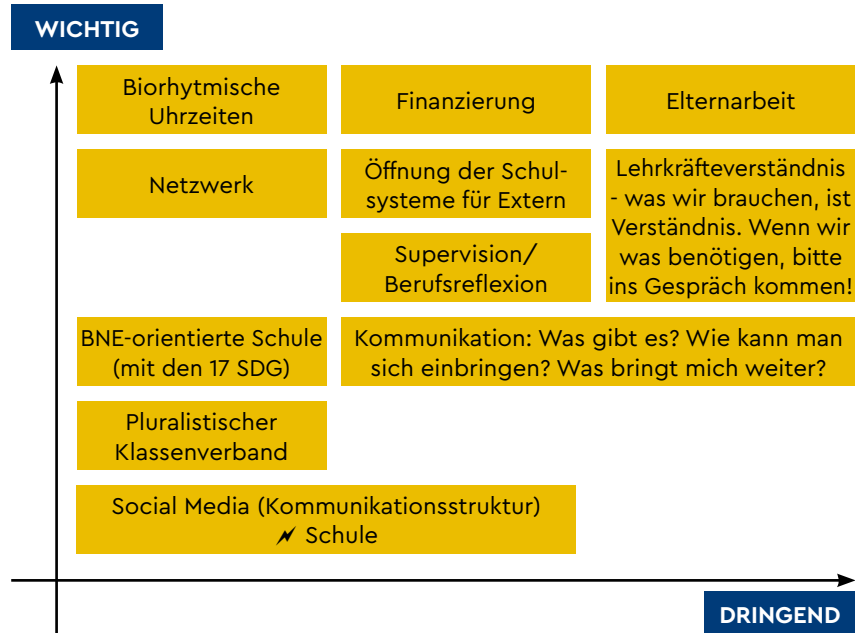 WICHTIG
Biorhytmische
Uhrzeiten
Finanzierung
Elternarbeit
Netzwerk
Öffnung der Schul-
systeme für Extern
Lehrkräfteverständnis
- was wir brauchen, ist
Verständnis. Wenn wir
was benötigen, bitte
ins Gespräch kommen!
Supervision/
Berufsreflexion
BNE-orientierte Schule
(mit den 17 SDG)
Kommunikation: Was gibt es? Wie kann man
sich einbringen? Was bringt mich weiter?
Pluralistischer
Klassenverband
Social Media (Kommunikationsstruktur)
Schule
DRINGEND